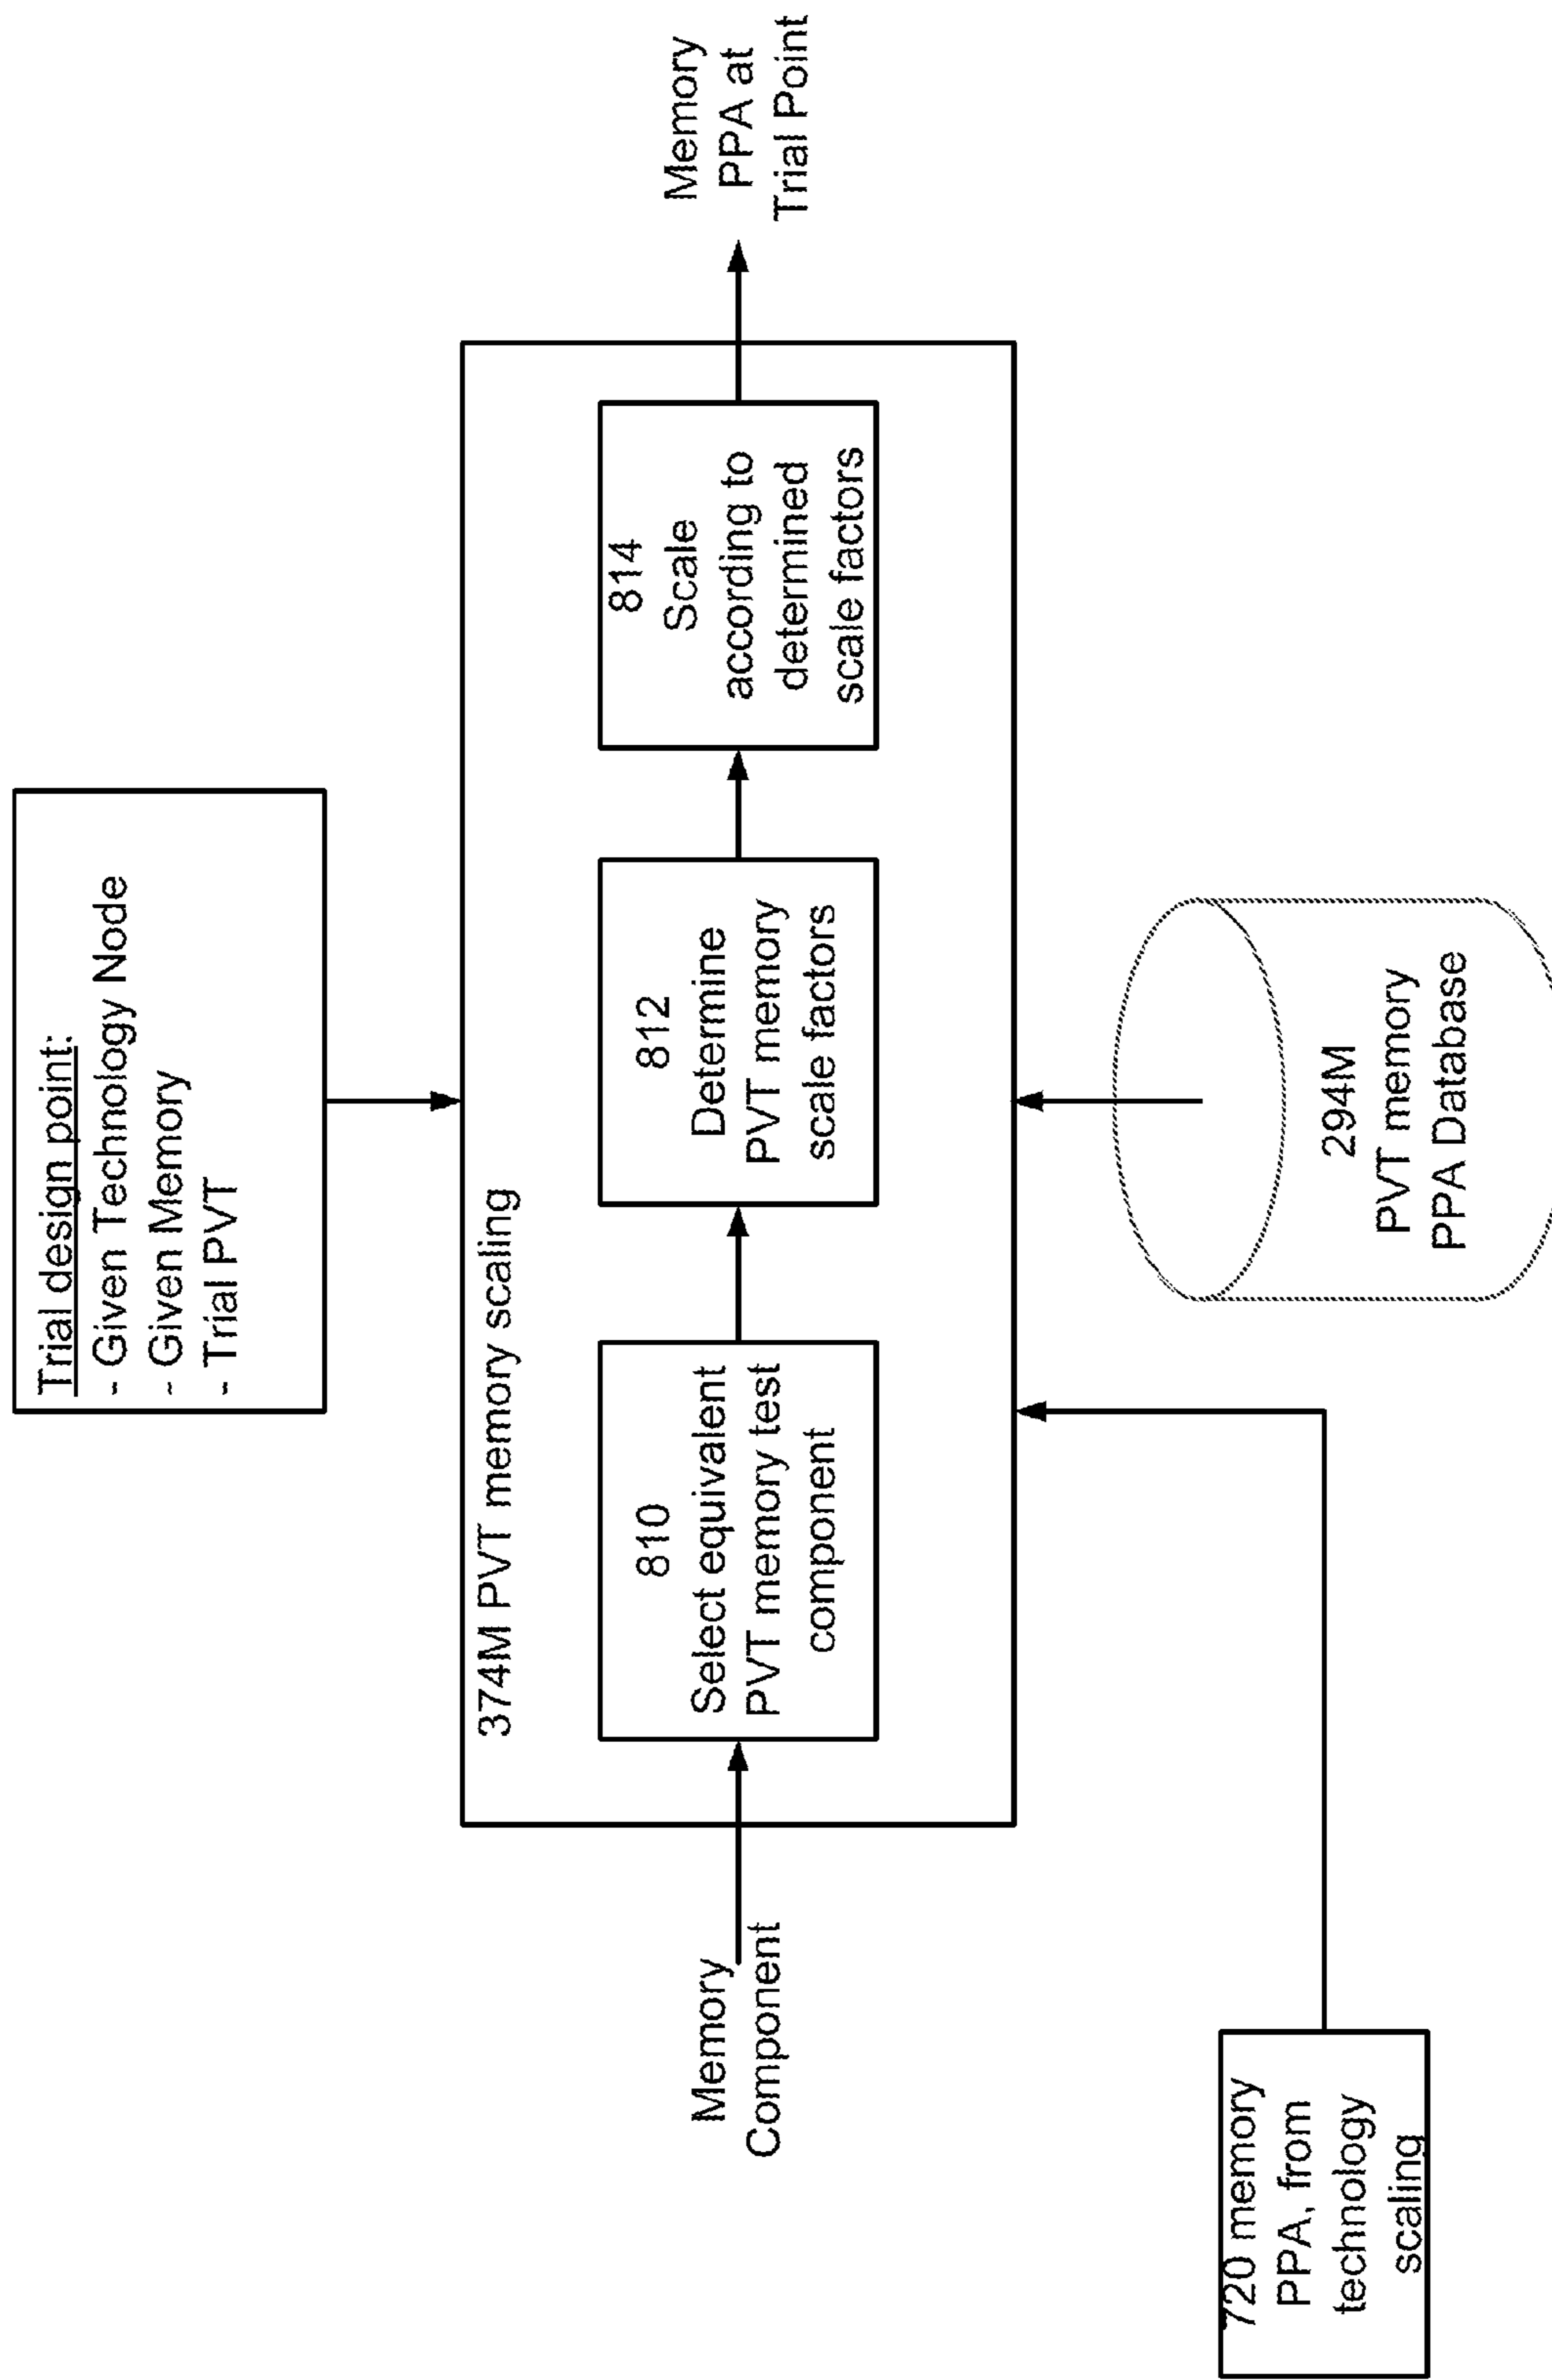 Trial design point:
- Given Technology Node
- Given Memory
- Trial PVT
374M PVT memory scaling
Memory
Component
810
Select equivalent
PVT memory test
component
812
Determine
PVT memory
scale factors
814
Scale
according to
determined
scale factors
Memory
PPA at
Trial Point
720 memory
PPA, from
technology
scaling
294M
PVT memory
PPA Database